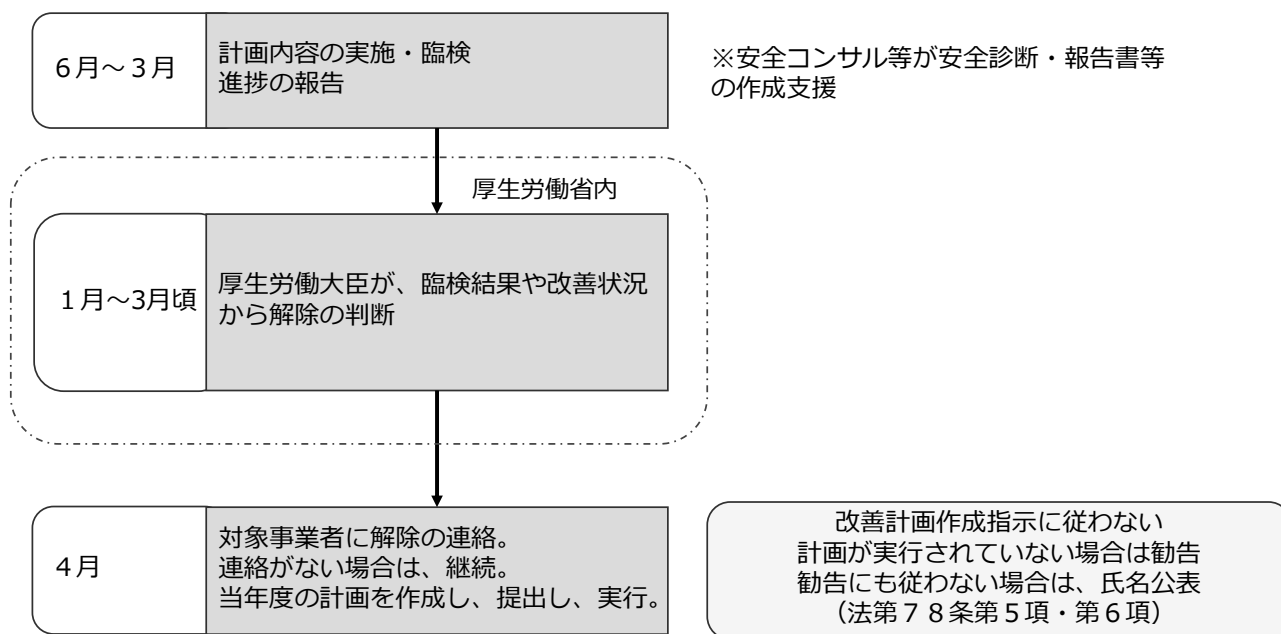 ６月～３月
計画内容の実施・臨検
進捗の報告
※安全コンサル等が安全診断・報告書等
の作成支援
厚生労働省内
１月～3月頃
厚生労働大臣が、臨検結果や改善状況
から解除の判断
４月
対象事業者に解除の連絡。
連絡がない場合は、継続。
当年度の計画を作成し、提出し、実行。
改善計画作成指示に従わない
計画が実行されていない場合は勧告
勧告にも従わない場合は、氏名公表
（法第７８条第５項・第６項）